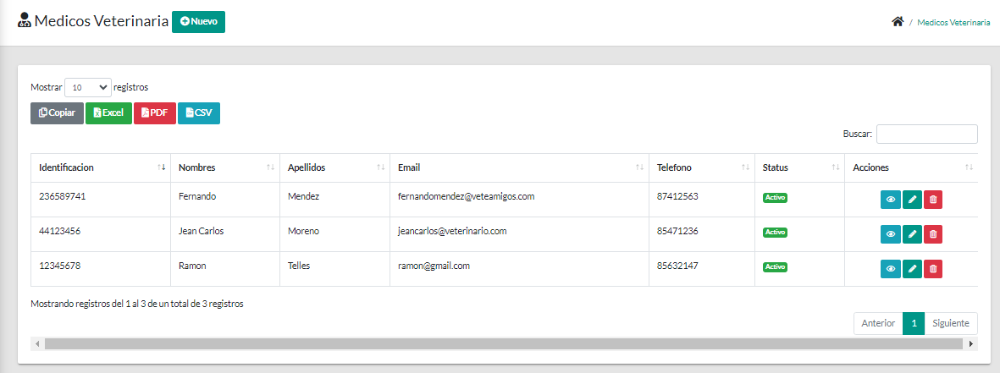 Medicos Veterinaria Nuevo / Medicos Veterinaria
Mostrar 10 registros
Copiar Excel PDF CSV
Buscar:
Identificacion Nombres Apellidos Email Telefono Status Acciones
236589741 Fernando Mendez fernandomendez@veteamigos.com 87412563 Activo
44123456 Jean Carlos Moreno jeancarlos@veterinario.com 85471236 Activo
12345678 Ramon Telles ramon@gmail.com 85632147 Activo
Mostrando registros del 1 al 3 de un total de 3 registros
Anterior 1 Siguiente